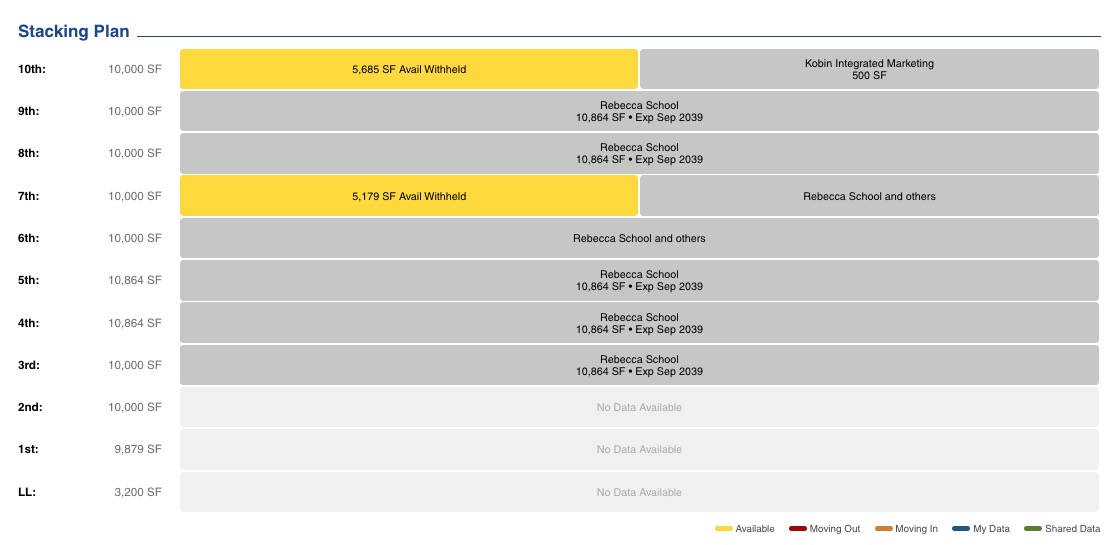 Stacking Plan
10th: 10,000 SF 5,685 SF Avail Withheld Kobin Integrated Marketing
500 SF
9th: 10,000 SF Rebecca School
10,864 SF • Exp Sep 2039
8th: 10,000 SF Rebecca School
10,864 SF • Exp Sep 2039
7th: 10,000 SF 5,179 SF Avail Withheld Rebecca School and others
6th: 10,000 SF Rebecca School and others
5th: 10,864 SF Rebecca School
10,864 SF • Exp Sep 2039
4th: 10,864 SF Rebecca School
10,864 SF • Exp Sep 2039
3rd: 10,000 SF Rebecca School
10,864 SF • Exp Sep 2039
2nd: 10,000 SF No Data Available
1st: 9,879 SF No Data Available
LL: 3,200 SF No Data Available
Available Moving Out Moving In My Data Shared Data